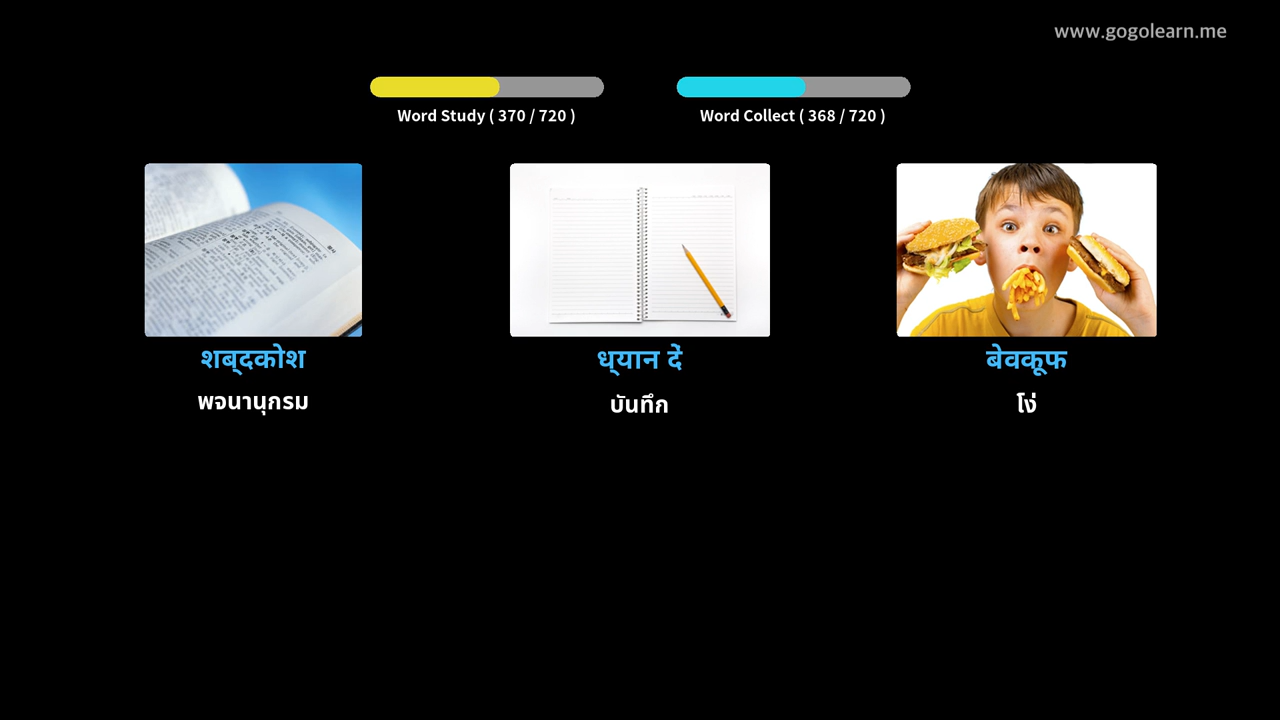 www.gogolearn.me
Word Study ( 370 / 720 )
Word Collect ( 368 / 720 )
शब्दकोश
ध्यान दें
बेवकूफ
พจนานุกรม
บันทึก
โง่